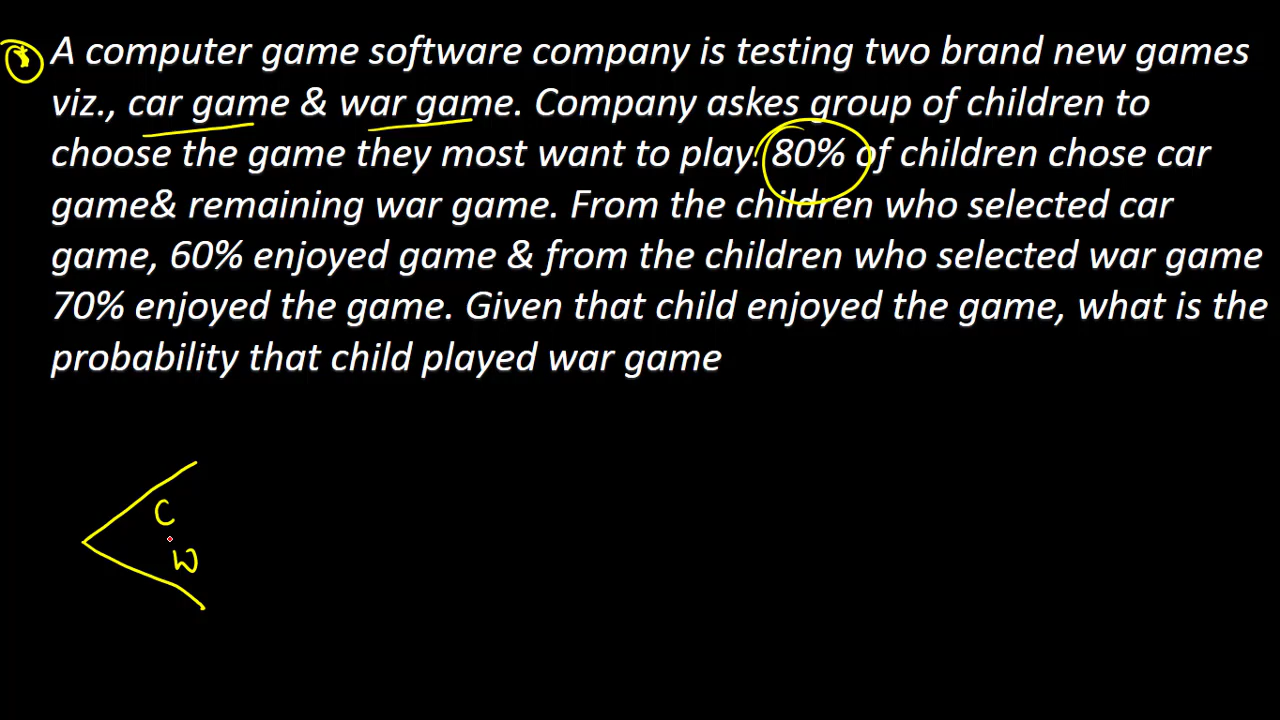 A computer game software company is testing two brand new games
viz., car game & war game. Company askes group of children to
choose the game they most want to play. 80% of children chose car
game& remaining war game. From the children who selected car
game, 60% enjoyed game & from the children who selected war game
70% enjoyed the game. Given that child enjoyed the game, what is the
probability that child played war game
C
W